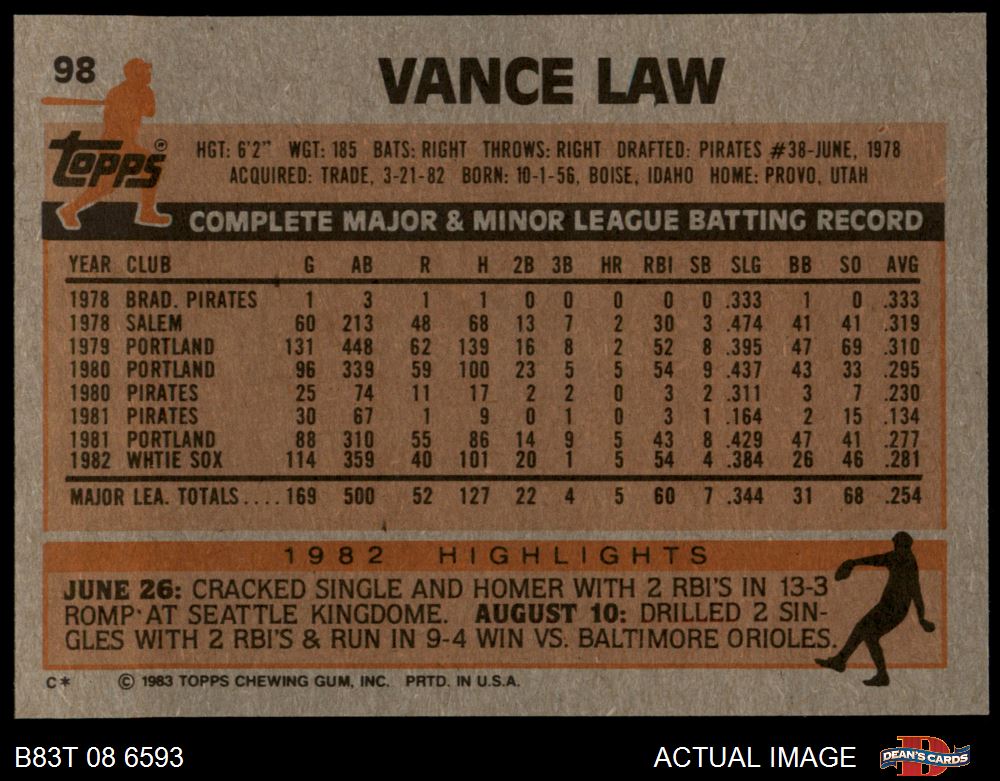 98
VANCE LAW
Topps®
HGT: 6'2" WGT: 185 BATS: RIGHT THROWS: RIGHT DRAFTED: PIRATES #38-JUNE, 1978
ACQUIRED: TRADE, 3-21-82 BORN: 10-1-56, BOISE, IDAHO HOME: PROVO, UTAH
COMPLETE MAJOR & MINOR LEAGUE BATTING RECORD
YEAR CLUB G AB R H 2B 3B HR RBI SB SLG BB SO AVG
1978 BRAD. PIRATES 1 3 1 1 0 0 0 0 0 .333 1 0 .333
1978 SALEM 60 213 48 68 13 7 2 30 3 .474 41 41 .319
1979 PORTLAND 131 448 62 139 16 8 2 52 8 .395 47 69 .310
1980 PORTLAND 96 339 59 100 23 5 5 54 9 .437 43 33 .295
1980 PIRATES 25 74 11 17 2 2 0 3 2 .311 3 7 .230
1981 PIRATES 30 67 1 9 0 1 0 3 1 .164 2 15 .134
1981 PORTLAND 88 310 55 86 14 9 5 43 8 .429 47 41 .277
1982 WHTIE SOX 114 359 40 101 20 1 5 54 4 .384 26 46 .281
MAJOR LEA. TOTALS.... 169 500 52 127 22 4 5 60 7 .344 31 68 .254
1982 HIGHLIGHTS
JUNE 26: CRACKED SINGLE AND HOMER WITH 2 RBI'S IN 13-3
ROMP AT SEATTLE KINGDOME. AUGUST 10: DRILLED 2 SIN-
GLES WITH 2 RBI'S & RUN IN 9-4 WIN VS. BALTIMORE ORIOLES.
C* © 1983 TOPPS CHEWING GUM, INC. PRTD. IN U.S.A.
B83T 08 6593 ACTUAL IMAGE DEAN'S CARDS